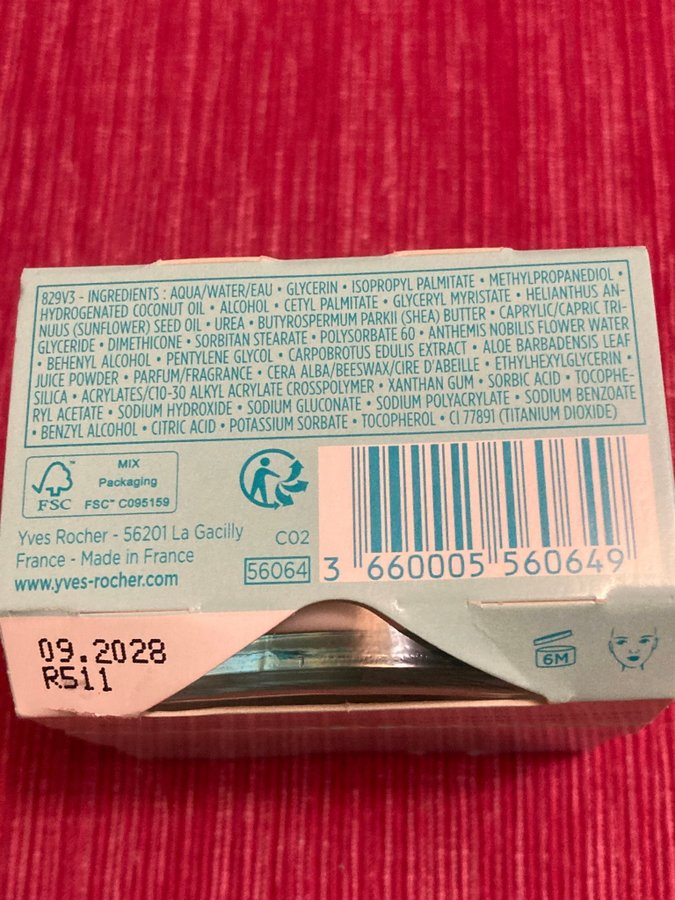 829V3 - INGREDIENTS : AQUA/WATER/EAU • GLYCERIN • ISOPROPYL PALMITATE • METHYLPROPANEDIOL •
HYDROGENATED COCONUT OIL • ALCOHOL • CETYL PALMITATE • GLYCERYL MYRISTATE • HELIANTHUS AN-
NUUS (SUNFLOWER) SEED OIL • UREA • BUTYROSPERMUM PARKII (SHEA) BUTTER • CAPRYLIC/CAPRIC TRI-
GLYCERIDE • DIMETHICONE • SORBITAN STEARATE • POLYSORBATE 60 • ANTHEMIS NOBILIS FLOWER WATER
• BEHENYL ALCOHOL • PENTYLENE GLYCOL • CARPOBROTUS EDULIS EXTRACT • ALOE BARBADENSIS LEAF
JUICE POWDER • PARFUM/FRAGRANCE • CERA ALBA/BEESWAX/CIRE D'ABEILLE • ETHYLHEXYLGLYCERIN •
SILICA • ACRYLATES/C10-30 ALKYL ACRYLATE CROSSPOLYMER • XANTHAN GUM • SORBIC ACID • TOCOPHE-
RYL ACETATE • SODIUM HYDROXIDE • SODIUM GLUCONATE • SODIUM POLYACRYLATE • SODIUM BENZOATE
• BENZYL ALCOHOL • CITRIC ACID • POTASSIUM SORBATE • TOCOPHEROL • CI 77891 (TITANIUM DIOXIDE)
FSC
MIX
Packaging
FSC™ C095159
Yves Rocher - 56201 La Gacilly
France - Made in France
www.yves-rocher.com
C02
56064
3 660005 560649
09.2028
R511
6M